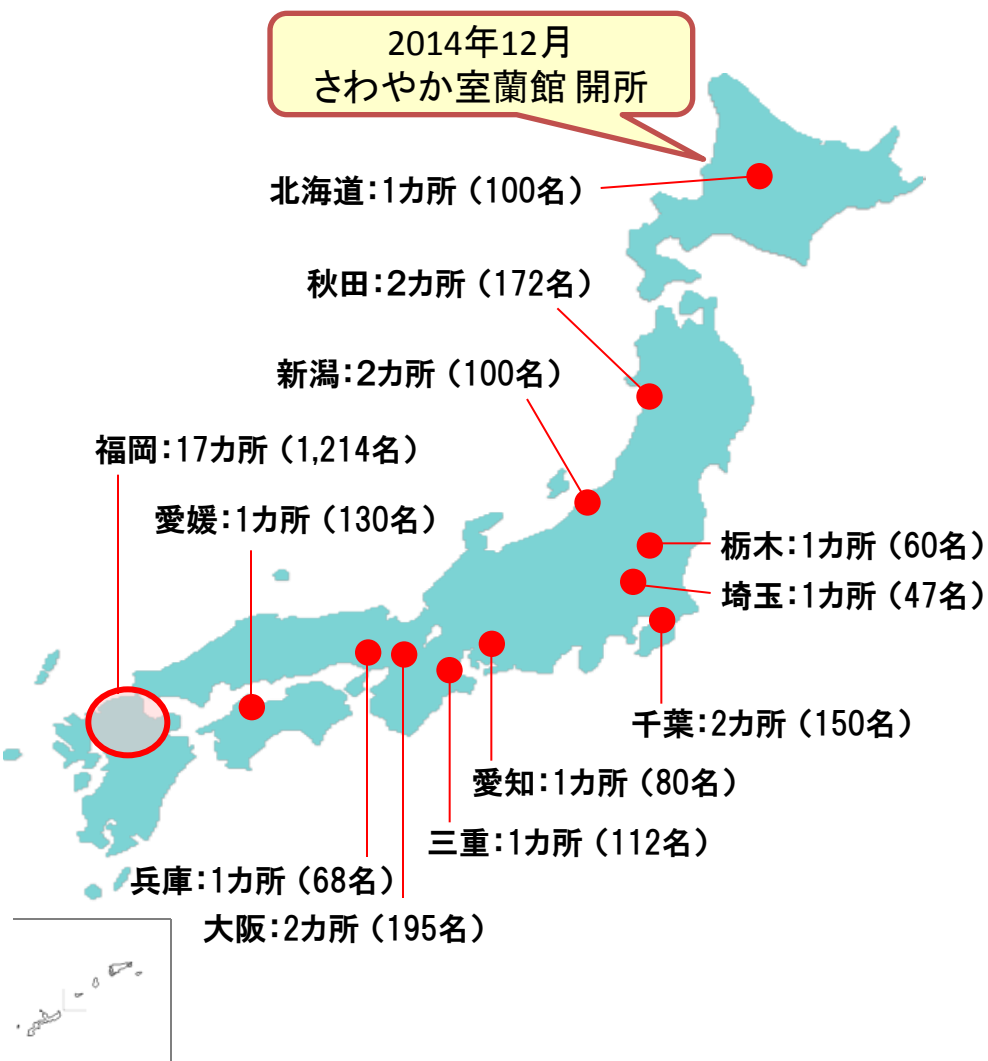 2014年12月
さわやか室蘭館 開所
北海道：1カ所（100名）
秋田：2カ所（172名）
新潟：2カ所（100名）
福岡：17カ所（1,214名）
愛媛：1カ所（130名）
栃木：1カ所（60名）
埼玉：1カ所（47名）
千葉：2カ所（150名）
愛知：1カ所（80名）
三重：1カ所（112名）
兵庫：1カ所（68名）
大阪：2カ所（195名）